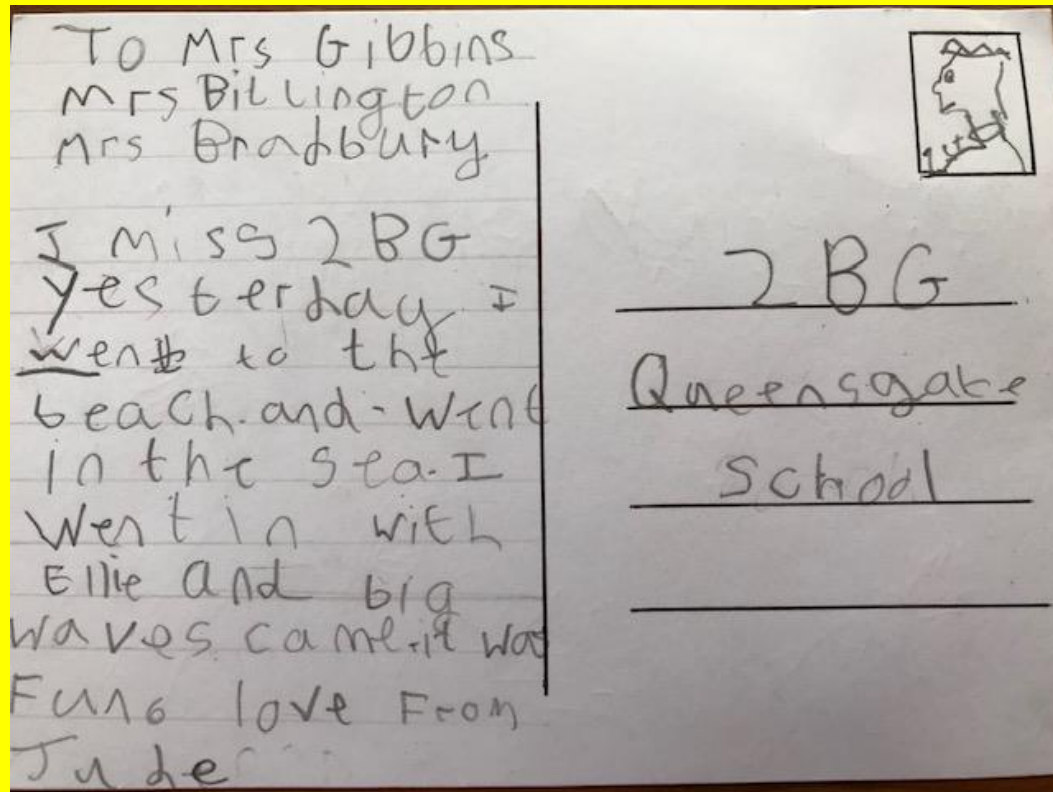 To Mrs Gibbins
Mrs Billington
Mrs Bradbury
I miss 2BG
Yesterday I
went to the
beach. and - went
in the sea. I
went in with
Ellie and big
waves came. it was
Fun. love From
Jude
1st
2BG
Queensgate
School